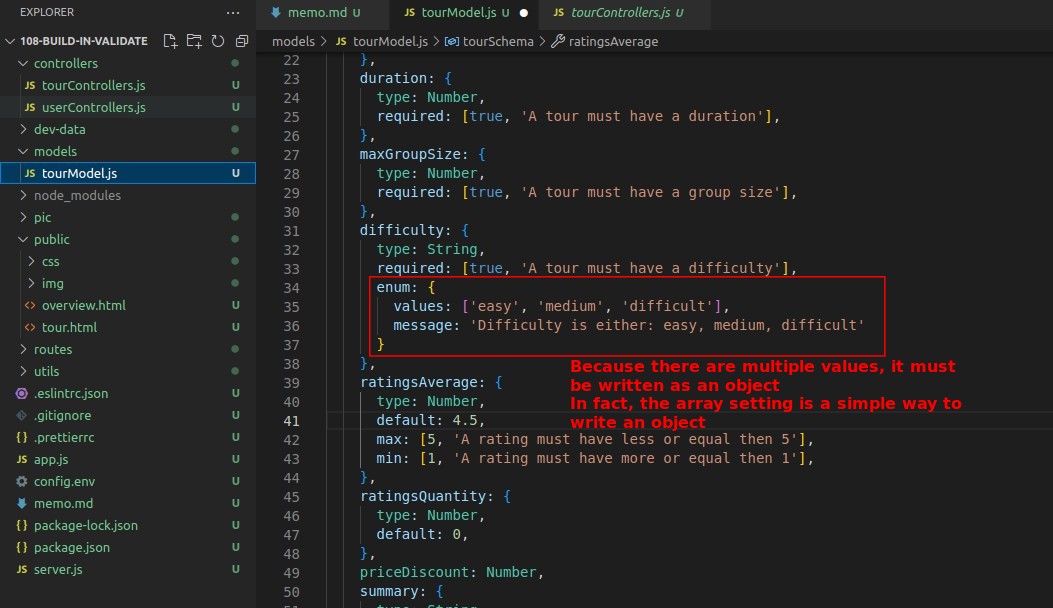 EXPLORER ...
108-BUILD-IN-VALIDATE
controllers
JS tourControllers.js U
JS userControllers.js U
dev-data
models
JS tourModel.js U
node_modules
pic
public
css
img
<> overview.html U
<> tour.html U
routes
utils
.eslintrc.json U
.gitignore U
{} .prettierrc U
JS app.js U
config.env U
memo.md U
{} package-lock.json U
{} package.json U
JS server.js U
memo.md U JS tourModel.js U ● JS tourControllers.js U
models > JS tourModel.js > tourSchema > ratingsAverage
22 },
23 duration: {
24 type: Number,
25 required: [true, 'A tour must have a duration'],
26 },
27 maxGroupSize: {
28 type: Number,
29 required: [true, 'A tour must have a group size'],
30 },
31 difficulty: {
32 type: String,
33 required: [true, 'A tour must have a difficulty'],
34 enum: {
35 values: ['easy', 'medium', 'difficult'],
36 message: 'Difficulty is either: easy, medium, difficult'
37 }
38 },
Because there are multiple values, it must
be written as an object
In fact, the array setting is a simple way to
write an object
39 ratingsAverage: {
40 type: Number,
41 default: 4.5,
42 max: [5, 'A rating must have less or equal then 5'],
43 min: [1, 'A rating must have more or equal then 1'],
44 },
45 ratingsQuantity: {
46 type: Number,
47 default: 0,
48 },
49 priceDiscount: Number,
50 summary: {
51 type: String